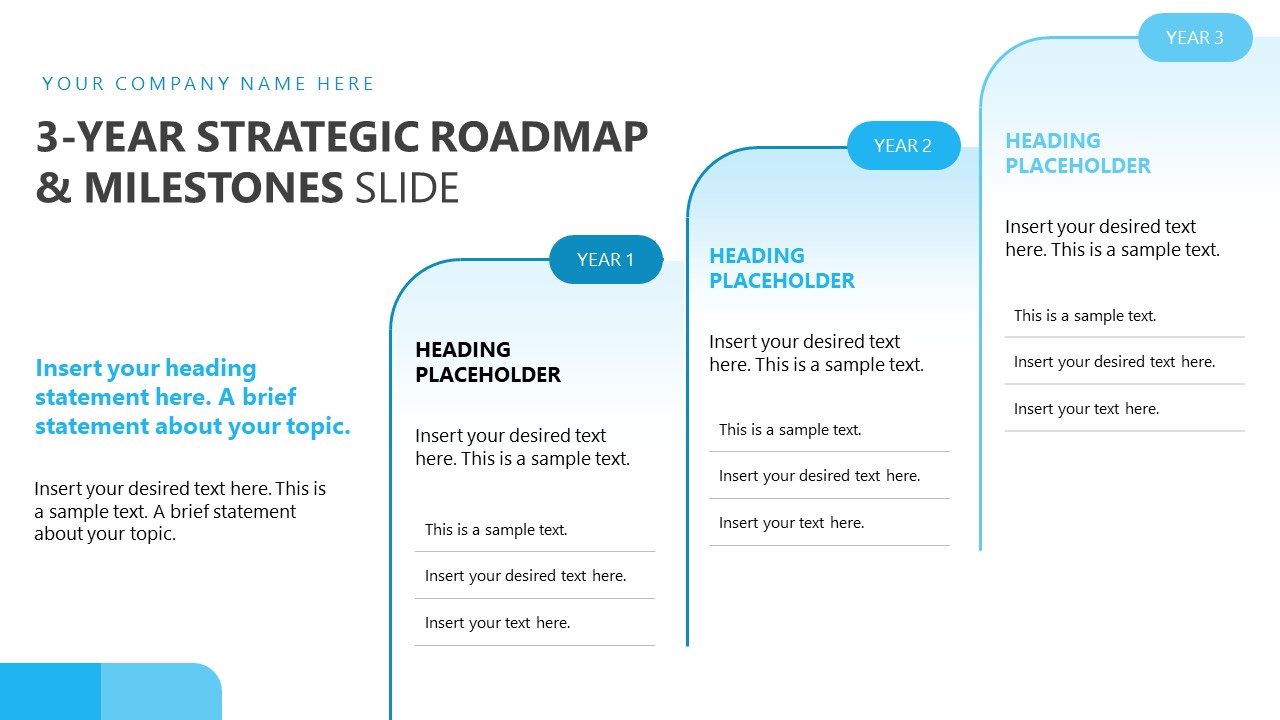 YOUR COMPANY NAME HERE
3-YEAR STRATEGIC ROADMAP
& MILESTONES SLIDE
Insert your heading
statement here. A brief
statement about your topic.
Insert your desired text here. This is
a sample text. A brief statement
about your topic.
YEAR 1
HEADING
PLACEHOLDER
Insert your desired text
here. This is a sample text.
This is a sample text.
Insert your desired text here.
Insert your text here.
YEAR 2
HEADING
PLACEHOLDER
Insert your desired text
here. This is a sample text.
This is a sample text.
Insert your desired text here.
Insert your text here.
YEAR 3
HEADING
PLACEHOLDER
Insert your desired text
here. This is a sample text.
This is a sample text.
Insert your desired text here.
Insert your text here.